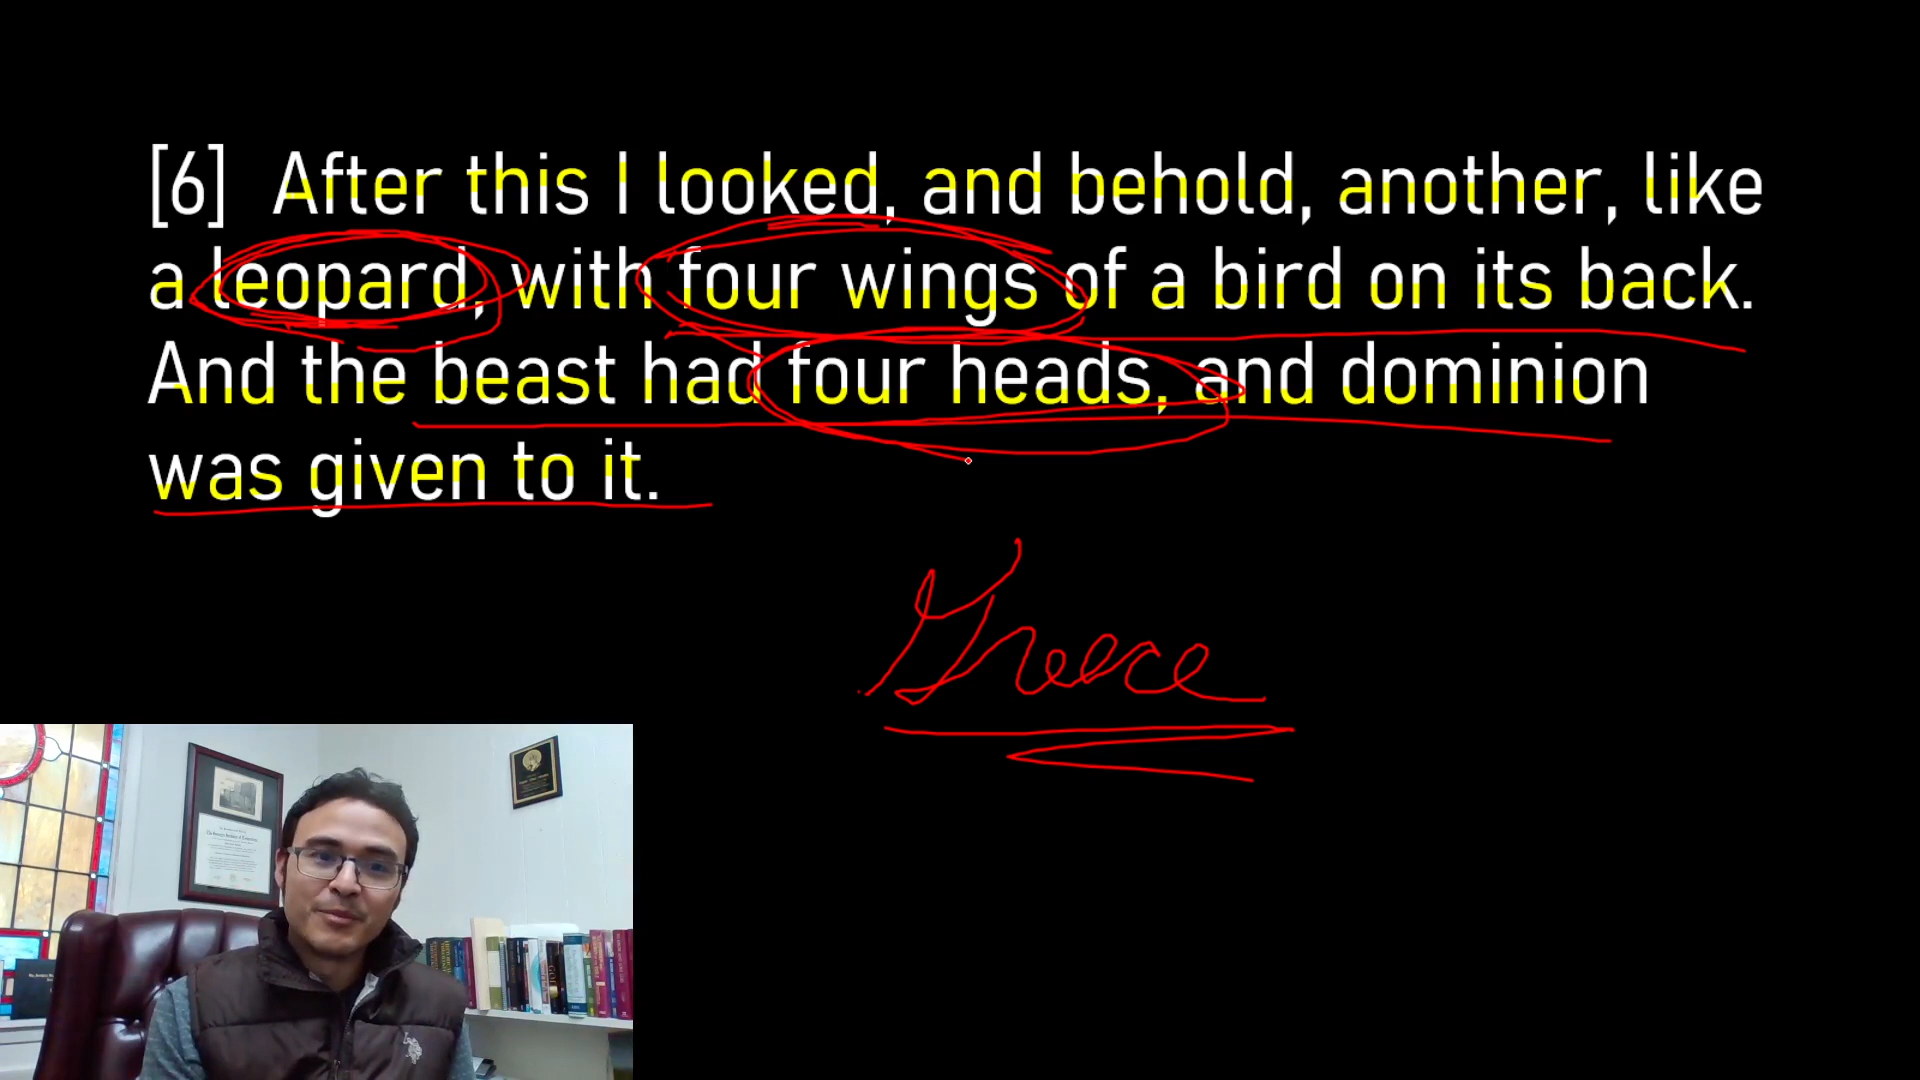 [6] After this I looked, and behold, another, like
a leopard, with four wings of a bird on its back.
And the beast had four heads, and dominion
was given to it.
Greece